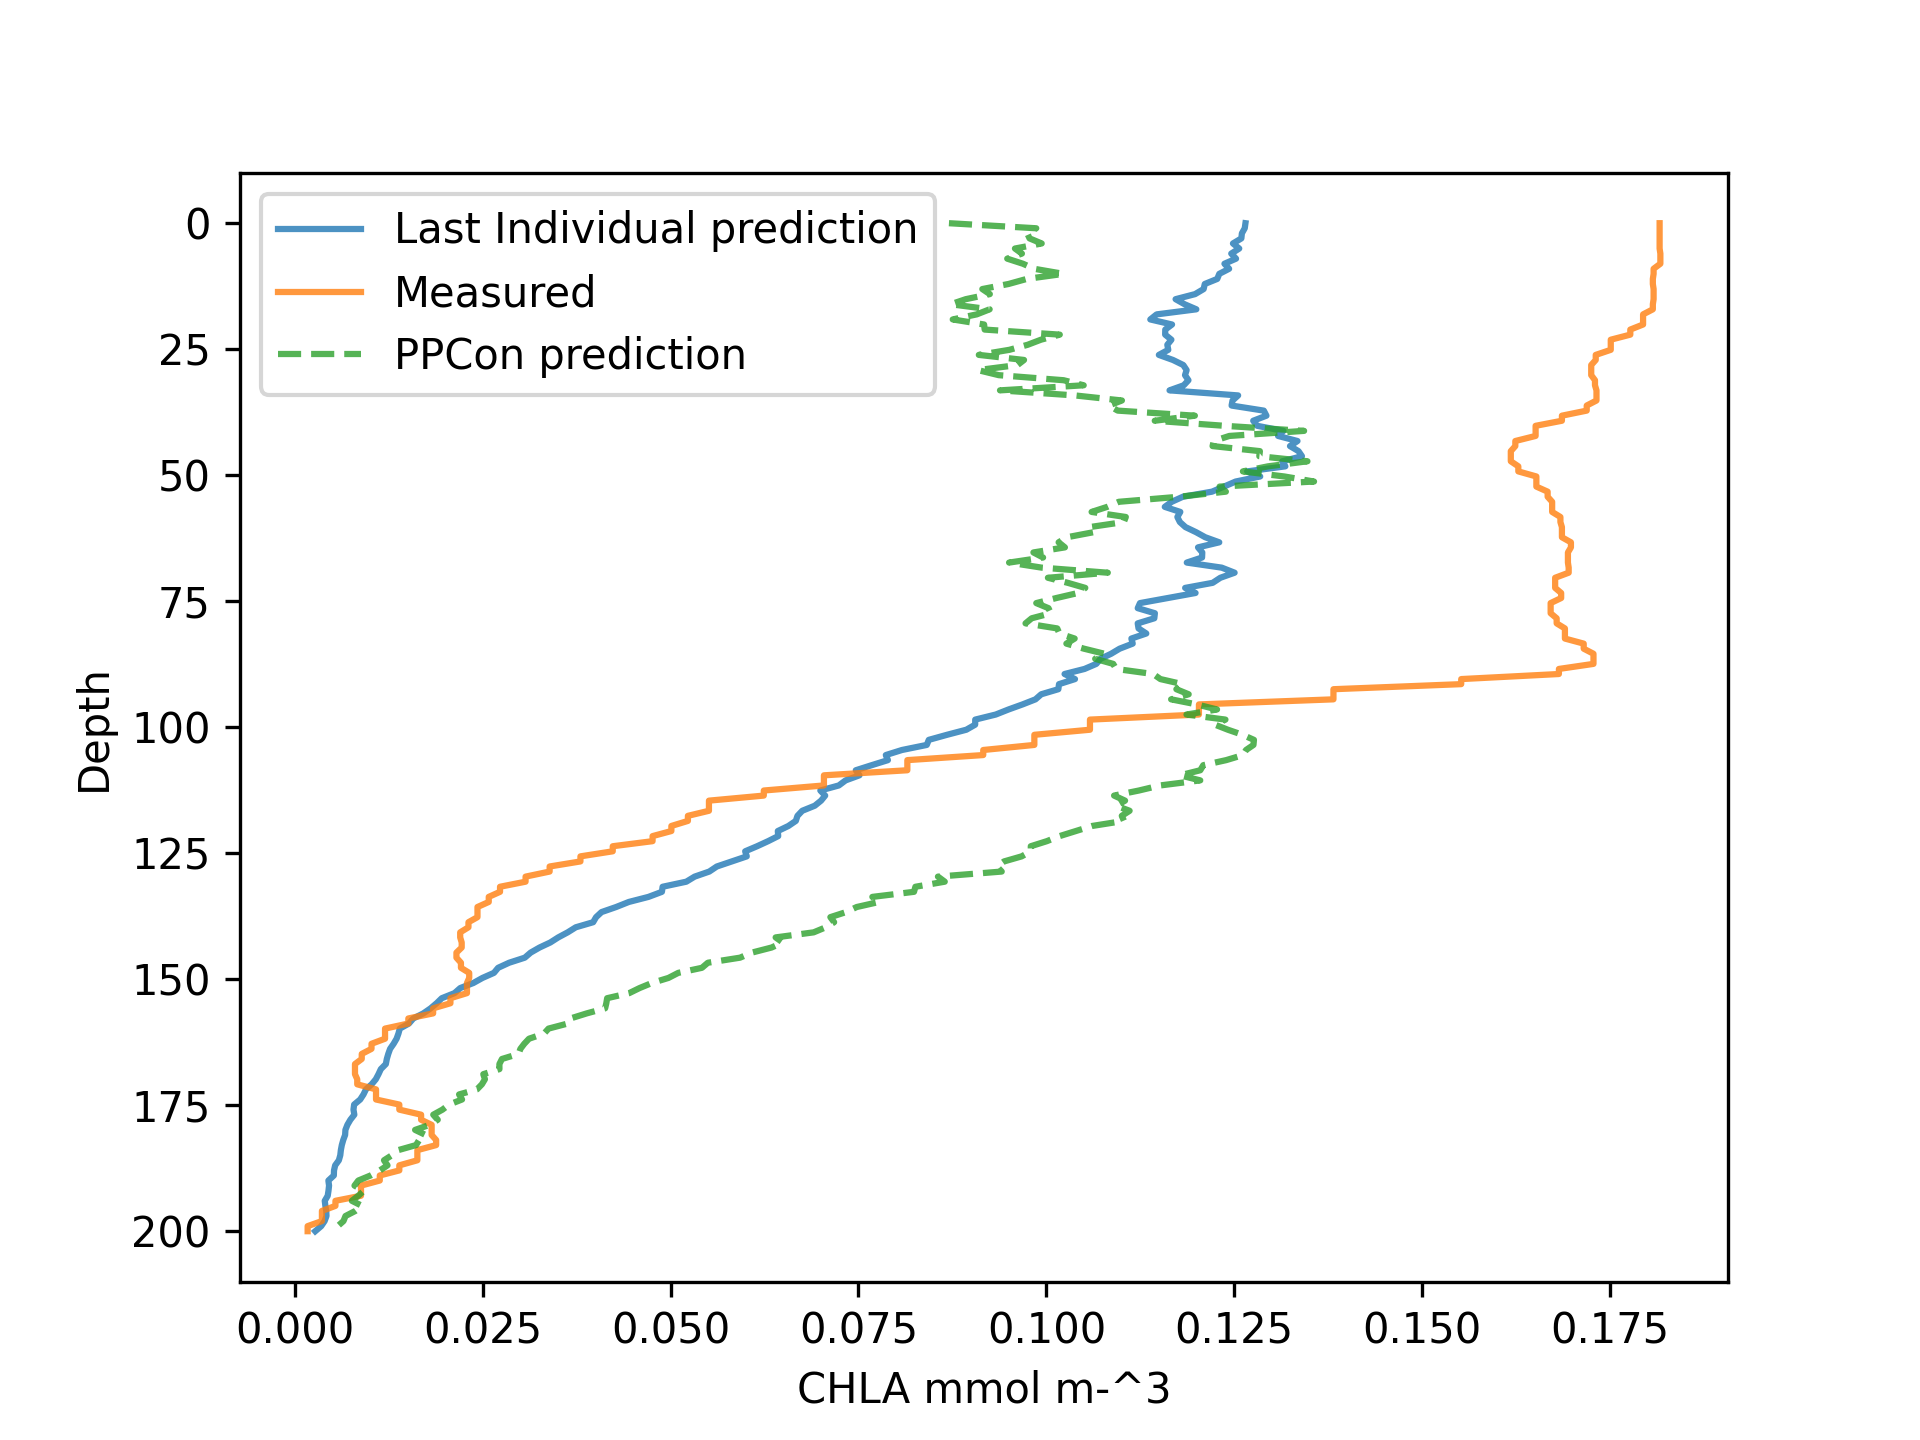 Last Individual prediction
Measured
PPCon prediction
0
25
50
75
100
125
150
175
200
Depth
0.000 0.025 0.050 0.075 0.100 0.125 0.150 0.175
CHLA mmol m-^3